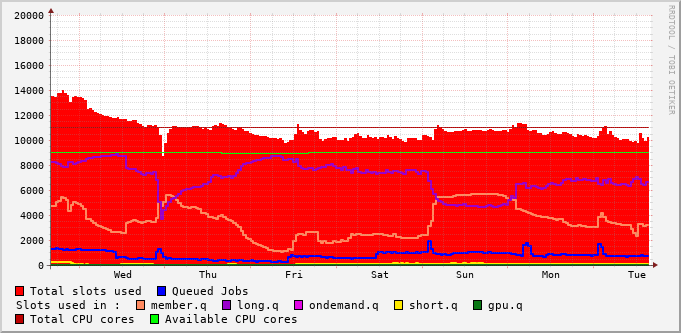 20000
18000
16000
14000
12000
10000
8000
6000
4000
2000
0
Wed Thu Fri Sat Sun Mon Tue
RRDTOOL / TOBI OETIKER
Total slots used Queued Jobs
Slots used in : member.q long.q ondemand.q short.q gpu.q
Total CPU cores Available CPU cores